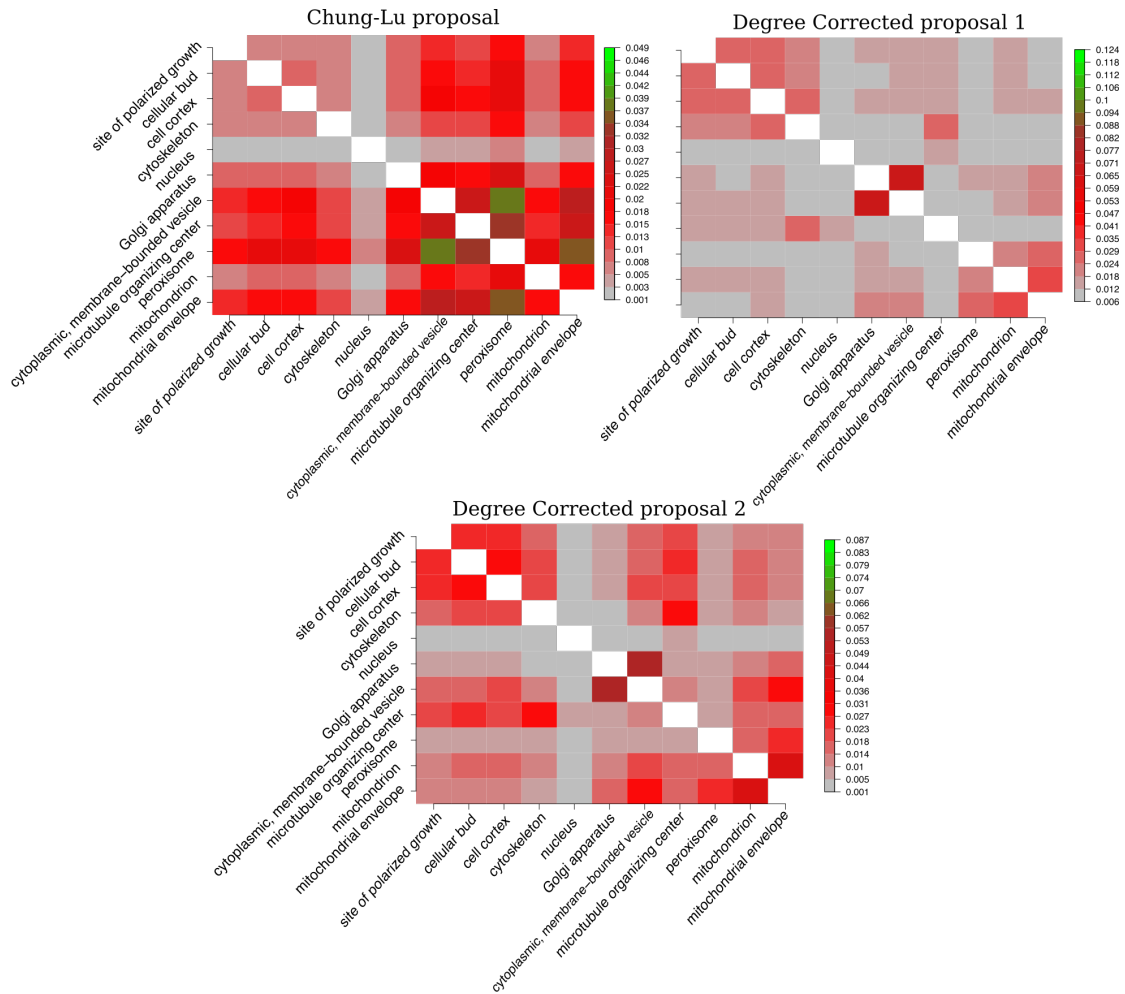 Chung-Lu proposal
site of polarized growth
cellular bud
cell cortex
cytoskeleton
nucleus
Golgi apparatus
cytoplasmic, membrane−bounded vesicle
microtubule organizing center
peroxisome
mitochondrion
mitochondrial envelope
site of polarized growth
cellular bud
cell cortex
cytoskeleton
nucleus
Golgi apparatus
cytoplasmic, membrane−bounded vesicle
microtubule organizing center
peroxisome
mitochondrion
mitochondrial envelope
0.049
0.046
0.044
0.042
0.039
0.037
0.034
0.032
0.03
0.027
0.025
0.022
0.02
0.018
0.015
0.013
0.01
0.008
0.005
0.003
0.001
Degree Corrected proposal 1
site of polarized growth
cellular bud
cell cortex
cytoskeleton
nucleus
Golgi apparatus
cytoplasmic, membrane−bounded vesicle
microtubule organizing center
peroxisome
mitochondrion
mitochondrial envelope
0.124
0.118
0.112
0.106
0.1
0.094
0.088
0.082
0.077
0.071
0.065
0.059
0.053
0.047
0.041
0.035
0.03
0.024
0.018
0.012
0.006
Degree Corrected proposal 2
site of polarized growth
cellular bud
cell cortex
cytoskeleton
nucleus
Golgi apparatus
cytoplasmic, membrane−bounded vesicle
microtubule organizing center
peroxisome
mitochondrion
mitochondrial envelope
site of polarized growth
cellular bud
cell cortex
cytoskeleton
nucleus
Golgi apparatus
cytoplasmic, membrane−bounded vesicle
microtubule organizing center
peroxisome
mitochondrion
mitochondrial envelope
0.087
0.083
0.079
0.074
0.07
0.066
0.062
0.057
0.053
0.049
0.044
0.04
0.036
0.031
0.027
0.023
0.018
0.014
0.01
0.005
0.001